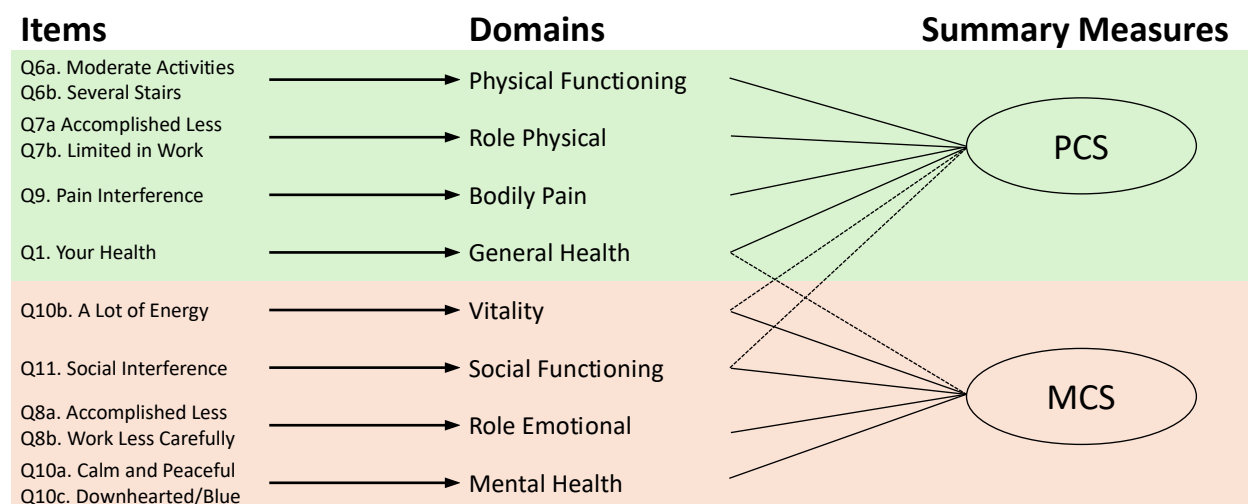 Items Domains Summary Measures
Q6a. Moderate Activities
Q6b. Several Stairs
Physical Functioning
Q7a Accomplished Less
Q7b. Limited in Work
Role Physical
PCS
Q9. Pain Interference
Bodily Pain
Q1. Your Health
General Health
Q10b. A Lot of Energy
Vitality
Q11. Social Interference
Social Functioning
MCS
Q8a. Accomplished Less
Q8b. Work Less Carefully
Role Emotional
Q10a. Calm and Peaceful
Q10c. Downhearted/Blue
Mental Health